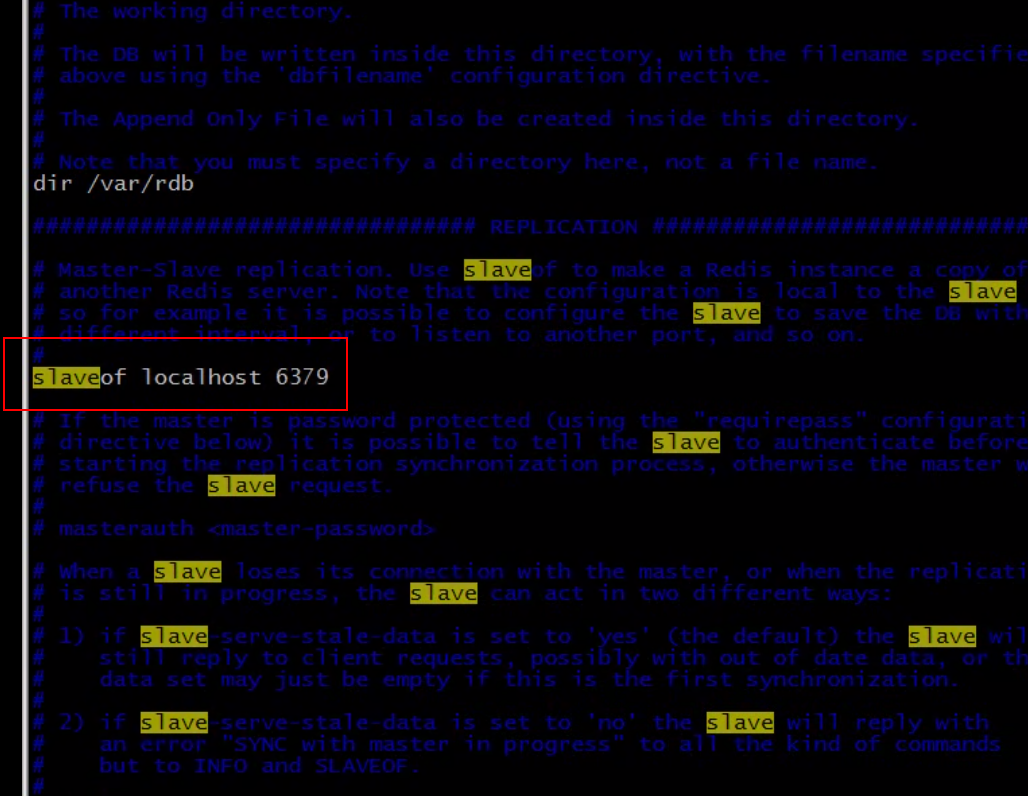 # The working directory.
#
# The DB will be written inside this directory, with the filename specifie
# above using the 'dbfilename' configuration directive.
#
# The Append Only File will also be created inside this directory.
#
# Note that you must specify a directory here, not a file name.
dir /var/rdb
################################# REPLICATION ############################
# Master-Slave replication. Use slaveof to make a Redis instance a copy of
# another Redis server. Note that the configuration is local to the slave
# so for example it is possible to configure the slave to save the DB with
# different interval, or to listen to another port, and so on.
#
slaveof localhost 6379
# If the master is password protected (using the "requirepass" configurati
# directive below) it is possible to tell the slave to authenticate before
# starting the replication synchronization process, otherwise the master w
# refuse the slave request.
#
# masterauth <master-password>
# When a slave loses its connection with the master, or when the replicati
# is still in progress, the slave can act in two different ways:
#
# 1) if slave-serve-stale-data is set to 'yes' (the default) the slave wil
#    still reply to client requests, possibly with out of date data, or th
#    data set may just be empty if this is the first synchronization.
#
# 2) if slave-serve-stale-data is set to 'no' the slave will reply with
#    an error "SYNC with master in progress" to all the kind of commands
#    but to INFO and SLAVEOF.
#